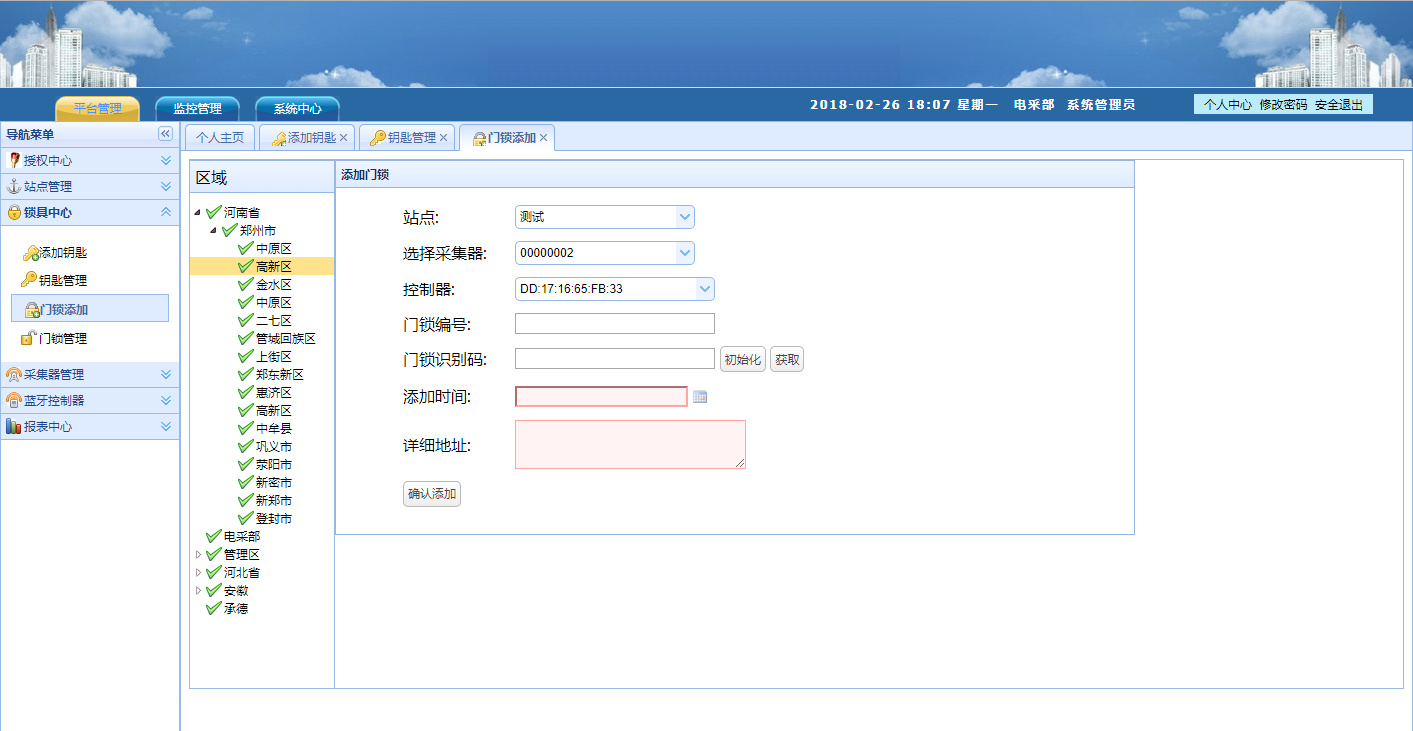 平台管理 监控管理 系统中心 2018-02-26 18:07 星期一 电采部 系统管理员 个人中心 修改密码 安全退出
导航菜单
授权中心
站点管理
锁具中心
添加钥匙
钥匙管理
门锁添加
门锁管理
采集器管理
蓝牙控制器
报表中心
个人主页 添加钥匙 钥匙管理 门锁添加
区域
河南省
郑州市
中原区
高新区
金水区
中原区
二七区
管城回族区
上街区
郑东新区
惠济区
高新区
中牟县
巩义市
荥阳市
新密市
新郑市
登封市
电采部
管理区
河北省
安徽
承德
添加门锁
站点: 测试
选择采集器: 00000002
控制器: DD:17:16:65:FB:33
门锁编号:
门锁识别码: 初始化 获取
添加时间:
详细地址:
确认添加